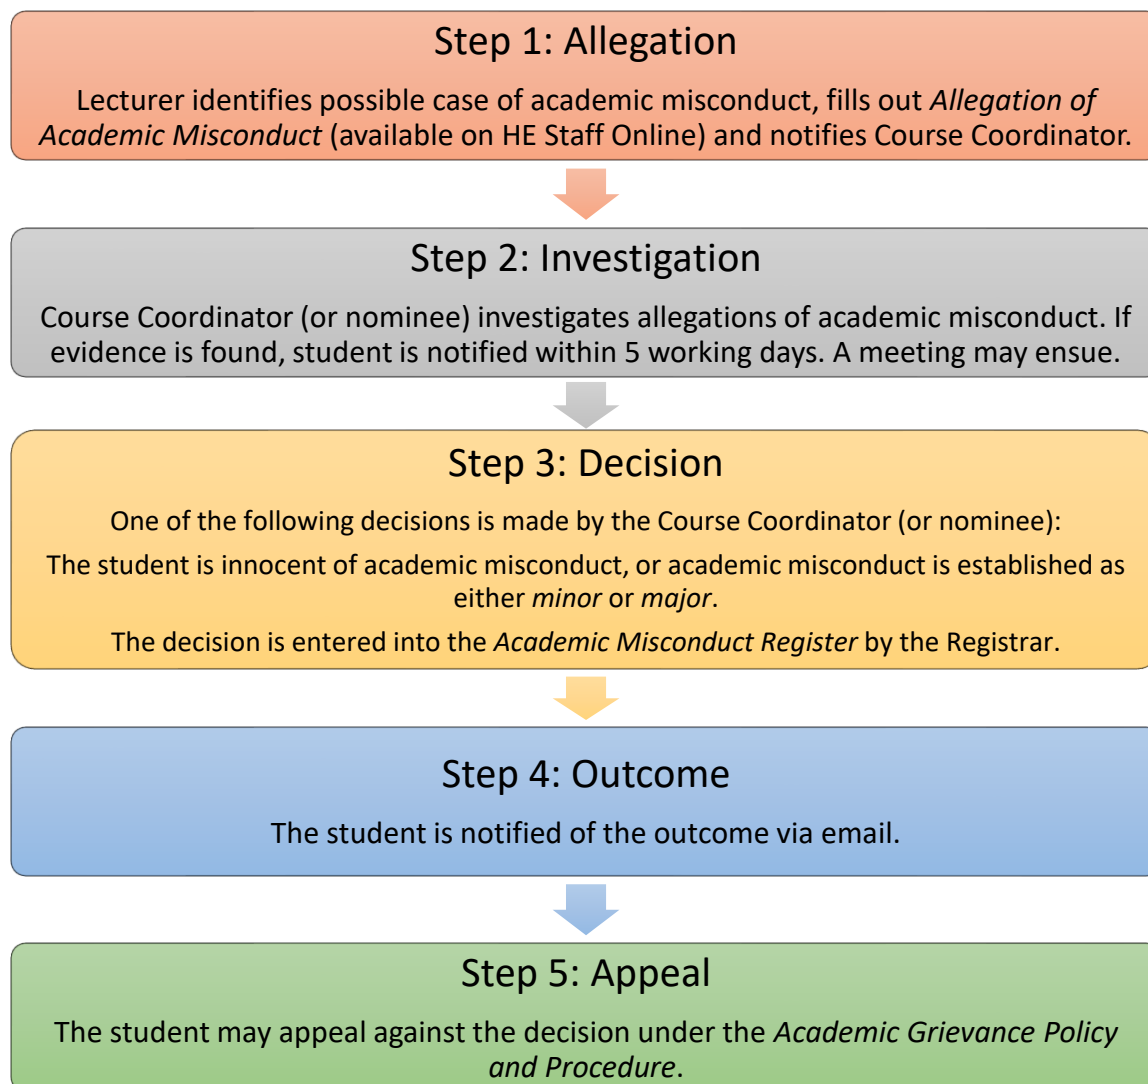 Step 1: Allegation
Lecturer identifies possible case of academic misconduct, fills out Allegation of
Academic Misconduct (available on HE Staff Online) and notifies Course Coordinator.
Step 2: Investigation
Course Coordinator (or nominee) investigates allegations of academic misconduct. If
evidence is found, student is notified within 5 working days. A meeting may ensue.
Step 3: Decision
One of the following decisions is made by the Course Coordinator (or nominee):
The student is innocent of academic misconduct, or academic misconduct is established as
either minor or major.
The decision is entered into the Academic Misconduct Register by the Registrar.
Step 4: Outcome
The student is notified of the outcome via email.
Step 5: Appeal
The student may appeal against the decision under the Academic Grievance Policy
and Procedure.